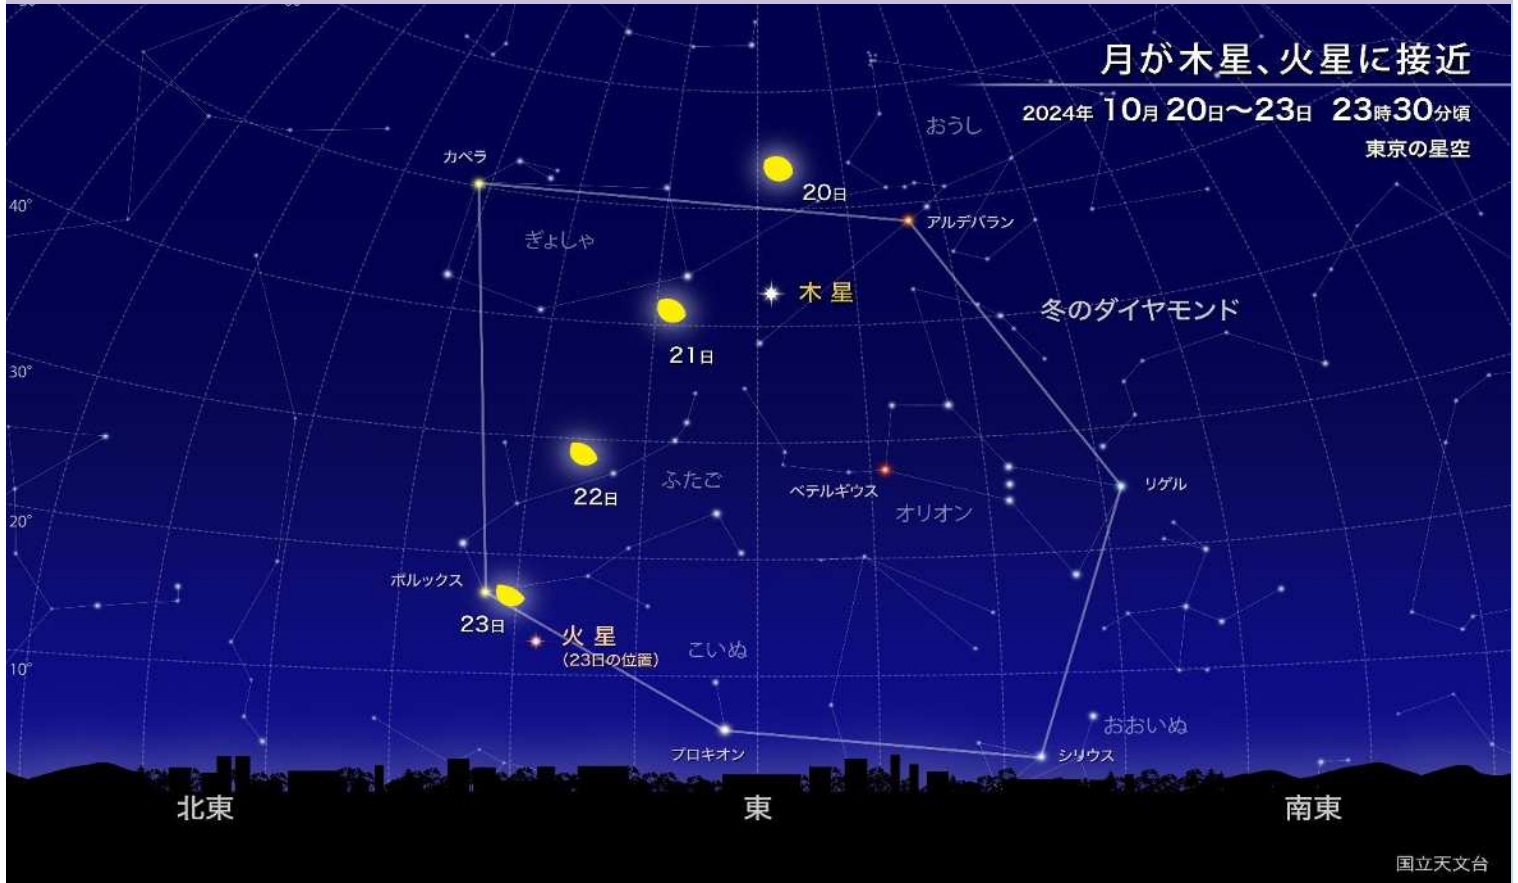 月が木星、火星に接近
2024年 10月 20日～23日 23時30分頃
東京の星空
おうし
カペラ
20日
40°
アルデバラン
ぎょしゃ
木星
冬のダイヤモンド
21日
30°
ふたご
22日
ベテルギウス
リゲル
オリオン
20°
ポルックス
23日
火星
(23日の位置)
こいぬ
10°
おおいぬ
プロキオン
シリウス
北東
東
南東
国立天文台